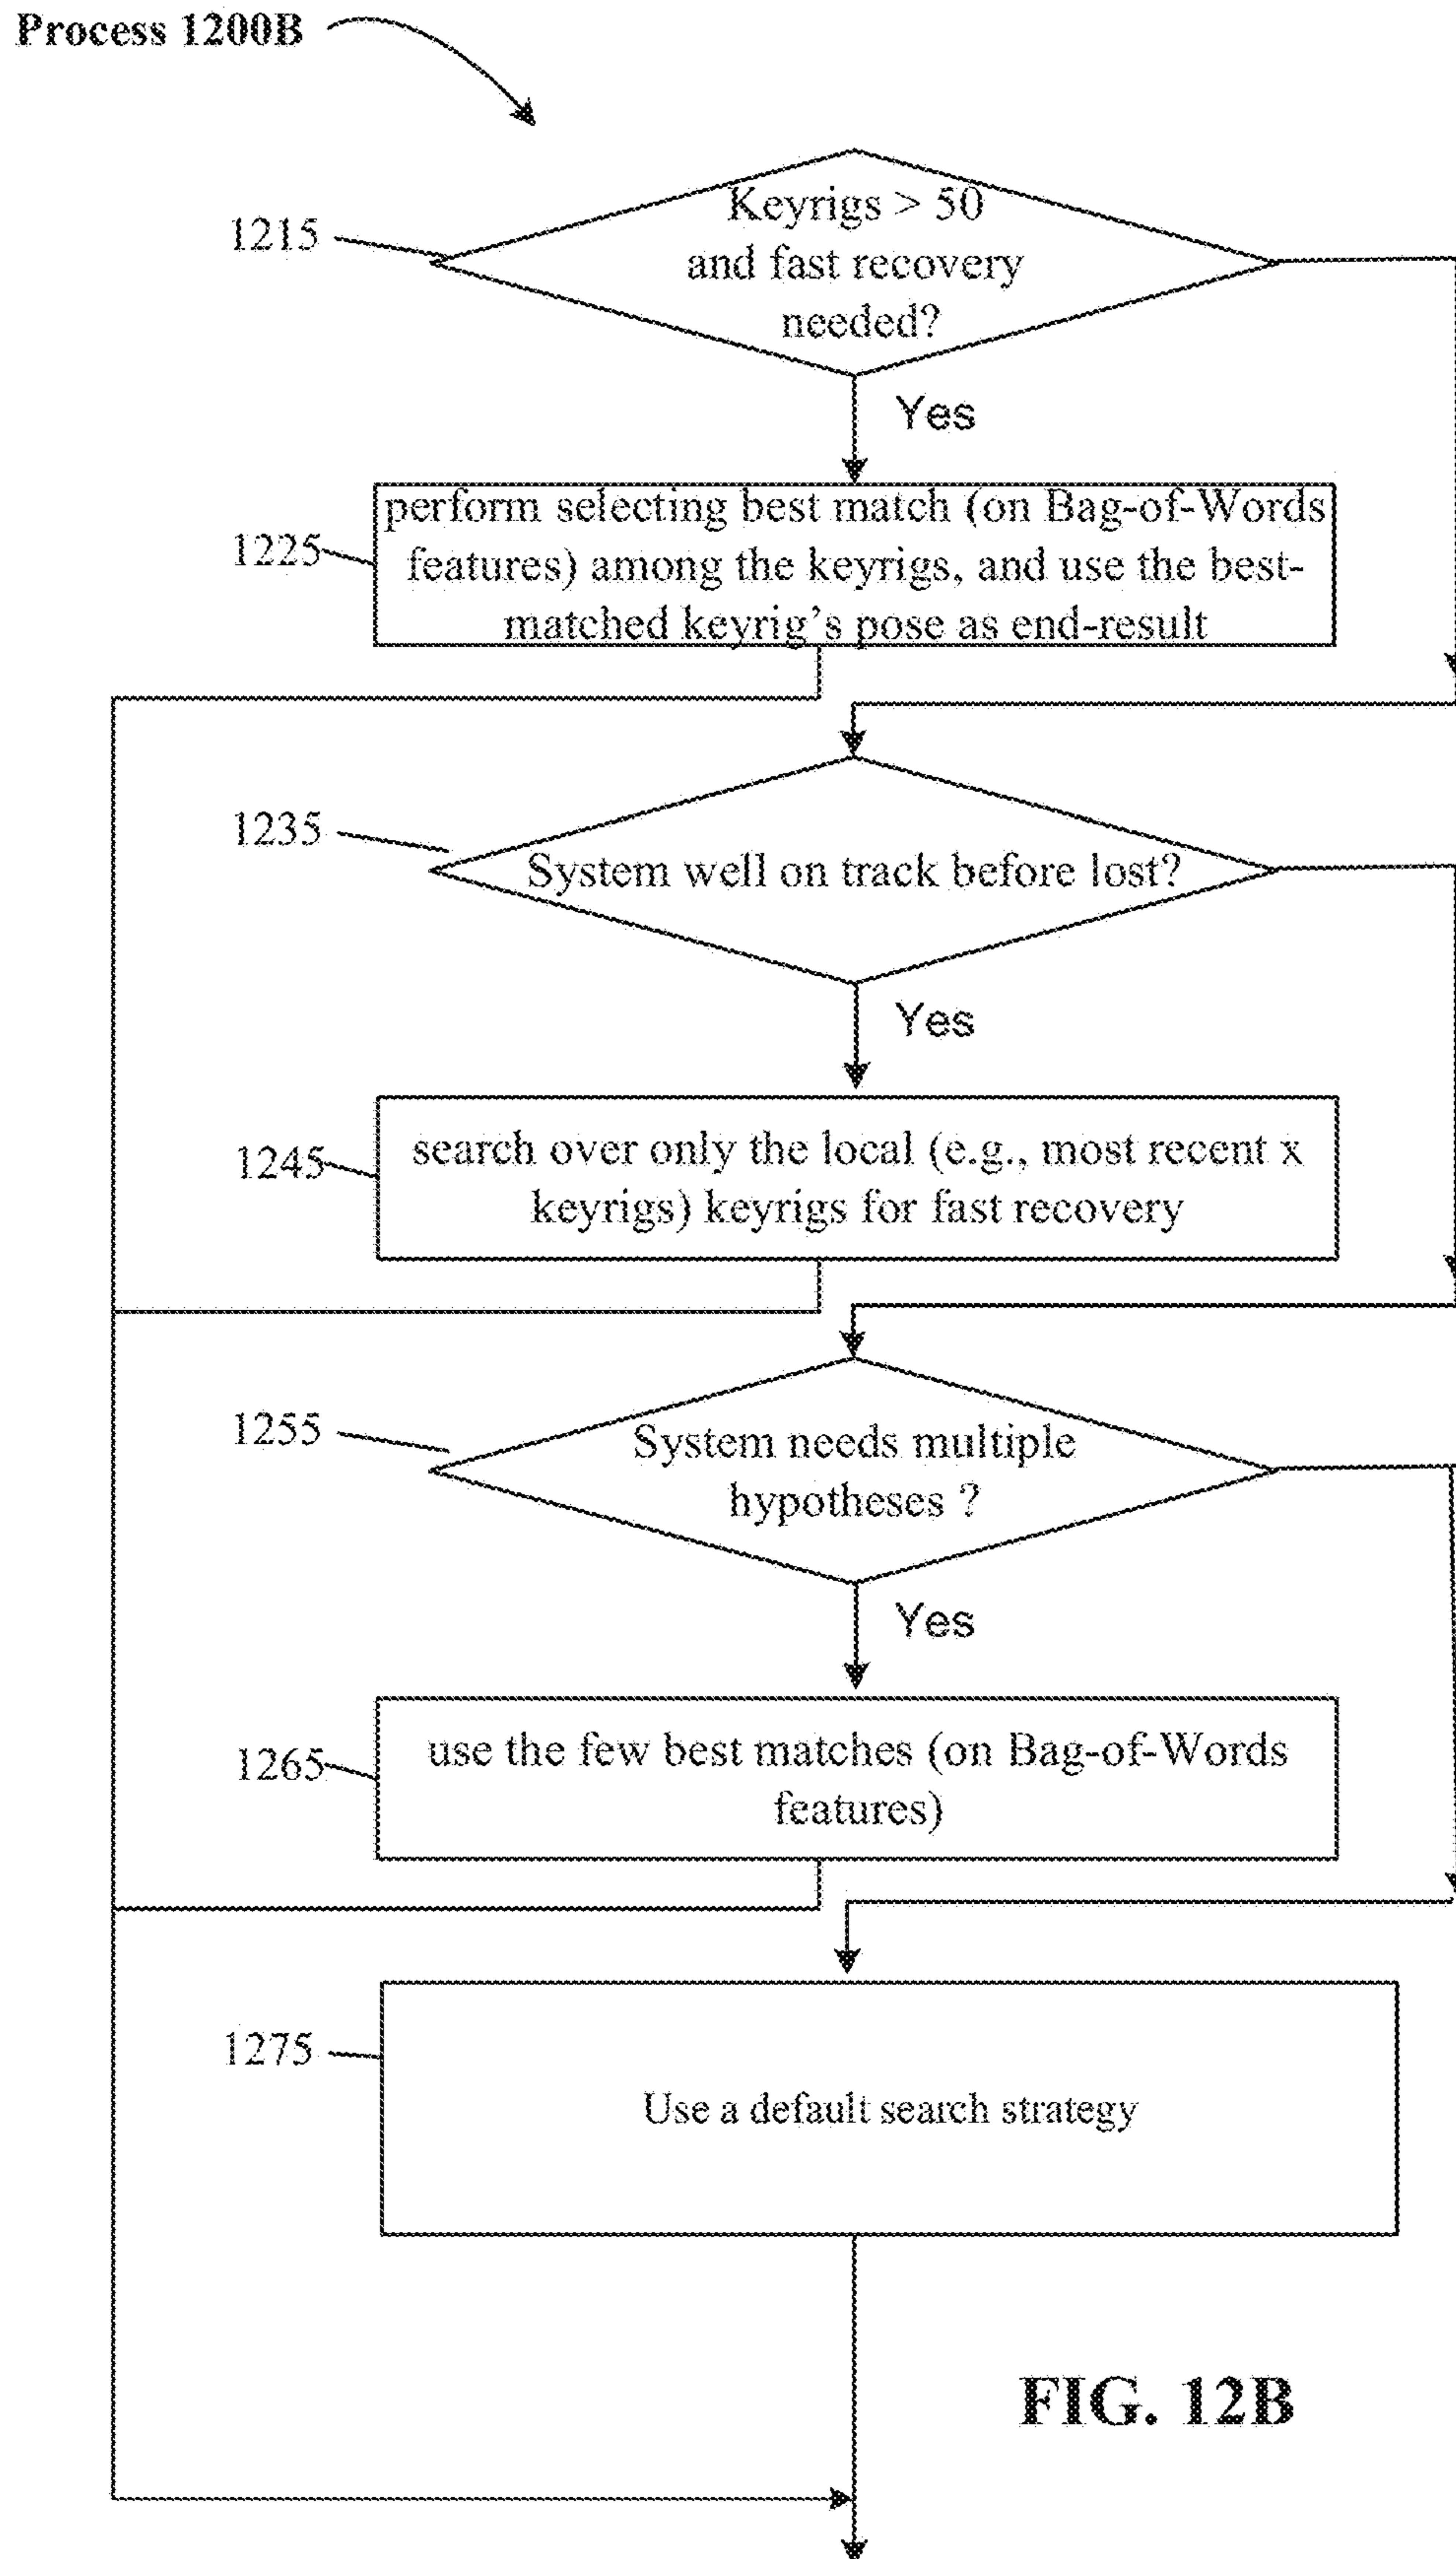 Process 1200B
1215
Keyrigs > 50
and fast recovery
needed?
Yes
1225
perform selecting best match (on Bag-of-Words
features) among the keyrigs, and use the best-
matched keyrig's pose as end-result
1235
System well on track before lost?
Yes
1245
search over only the local (e.g., most recent x
keyrigs) keyrigs for fast recovery
1255
System needs multiple
hypotheses ?
Yes
1265
use the few best matches (on Bag-of-Words
features)
1275
Use a default search strategy
FIG. 12B